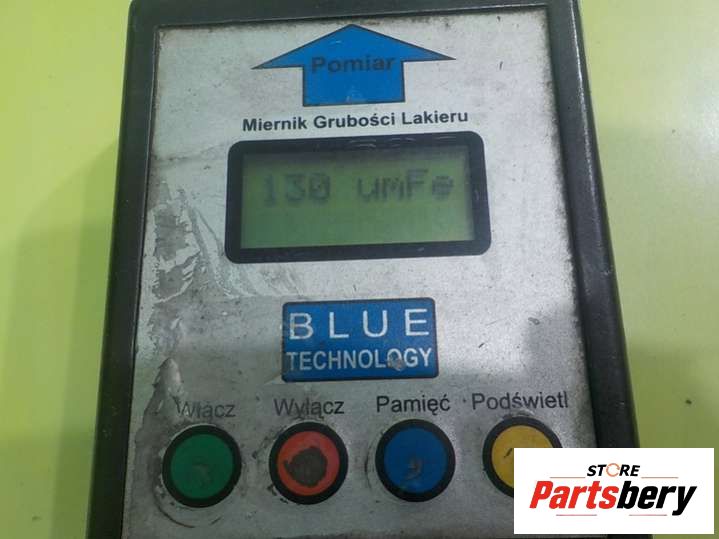 Pomiar
Miernik Grubości Lakieru
130 umFe
BLUE
TECHNOLOGY
Włącz Wyłącz Pamięć Podświetl
STORE
Partsbery